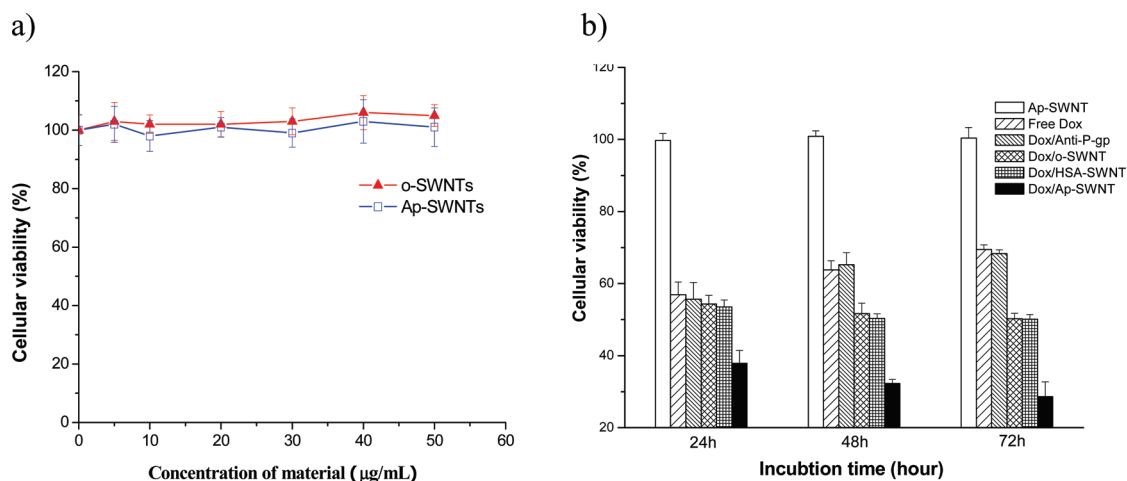 a)
120
100
80
60
40
20
0
Cellular viability (%)
o-SWNTs
Ap-SWNTs
0 10 20 30 40 50 60
Concentration of material (μg/mL)
b)
120
100
80
60
40
20
Cellular viability (%)
Ap-SWNT
Free Dox
Dox/Anti-P-gp
Dox/o-SWNT
Dox/HSA-SWNT
Dox/Ap-SWNT
24h 48h 72h
Incubtion time (hour)